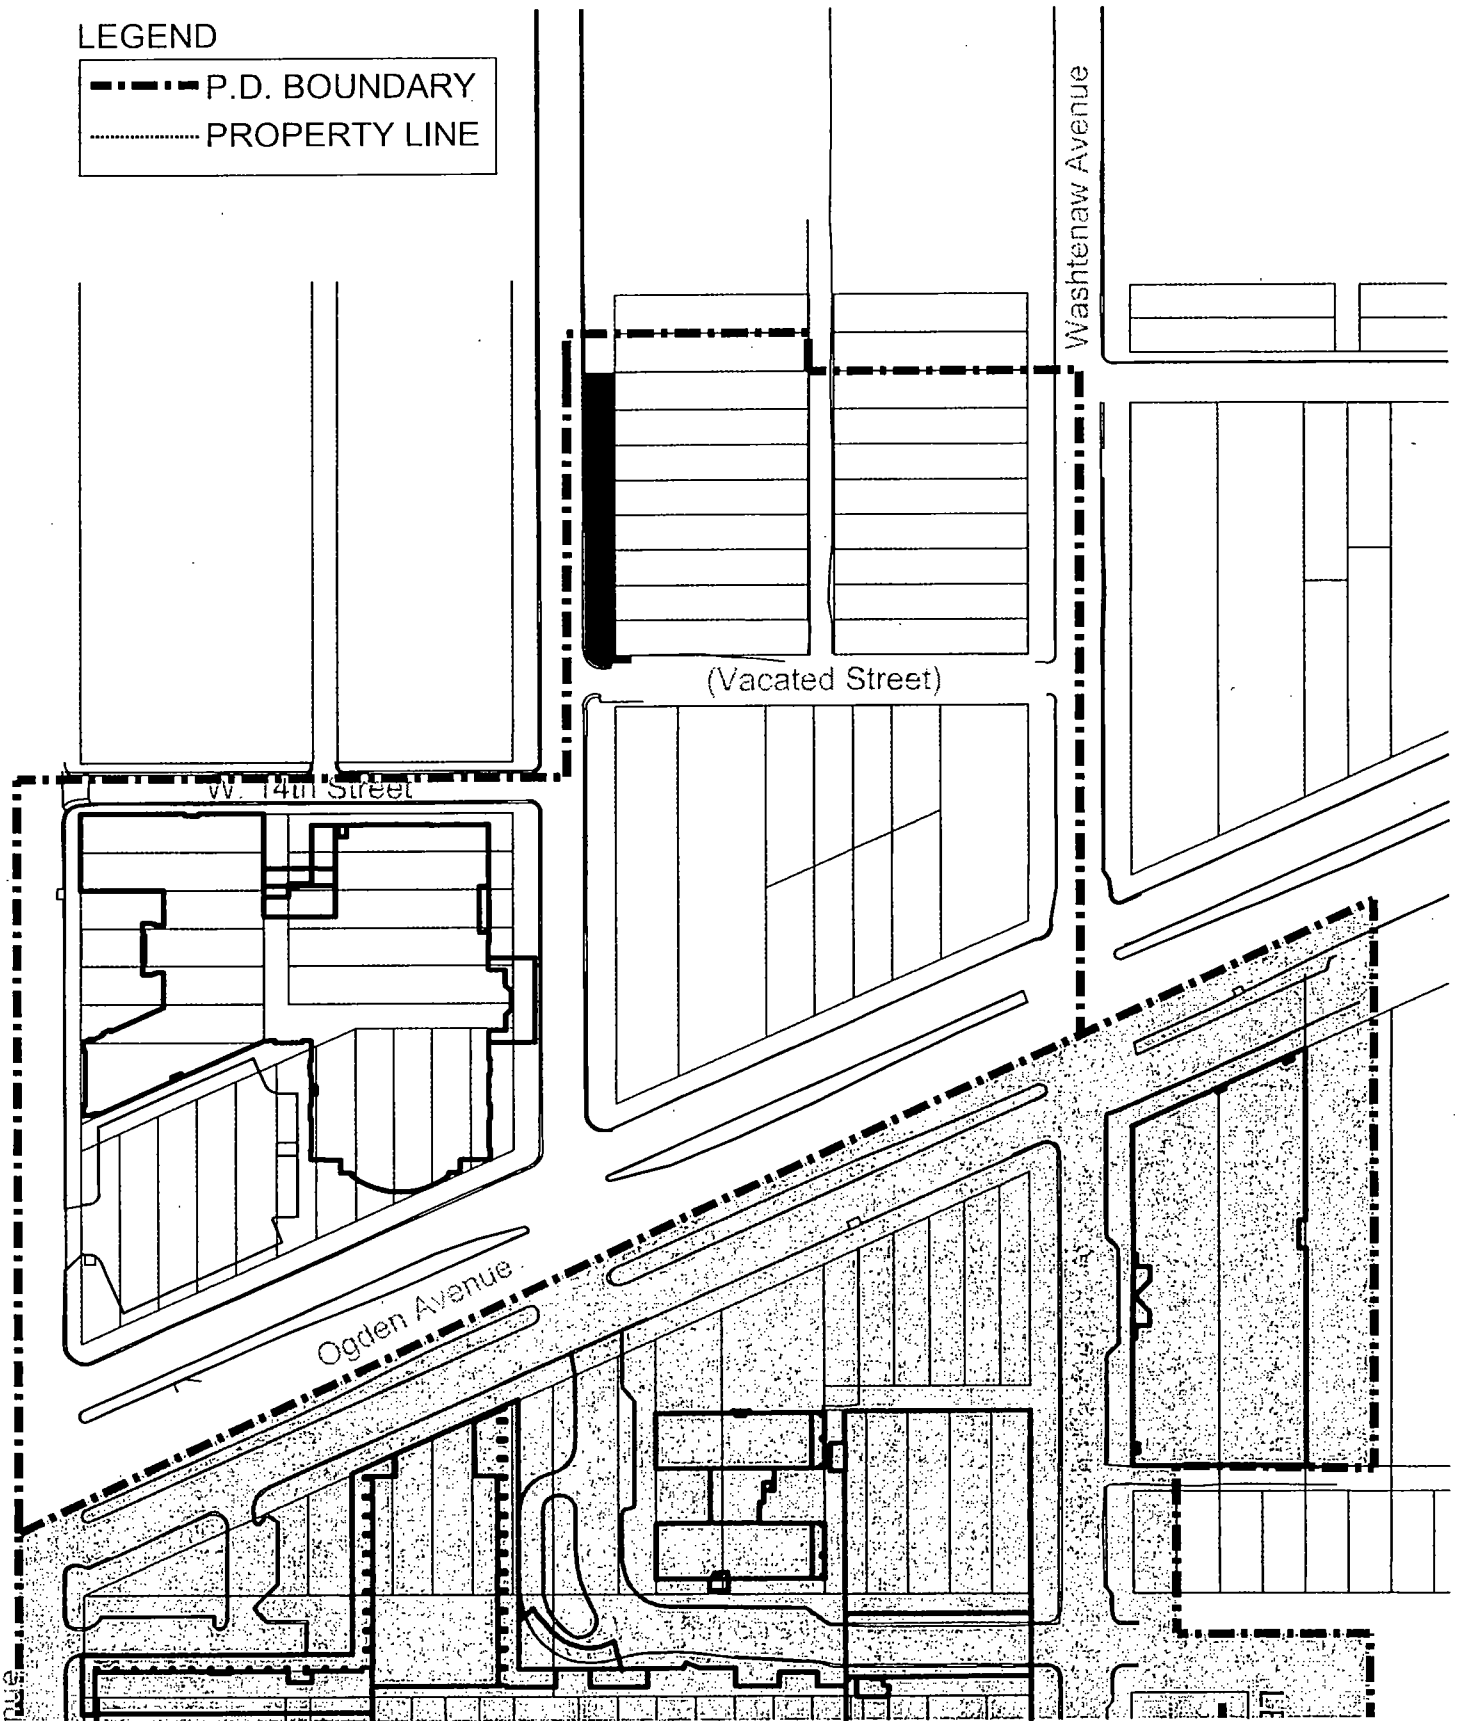 LEGEND
P.D. BOUNDARY
PROPERTY LINE
Washtenaw Avenue
(Vacated Street)
W. 14th Street
Ogden Avenue